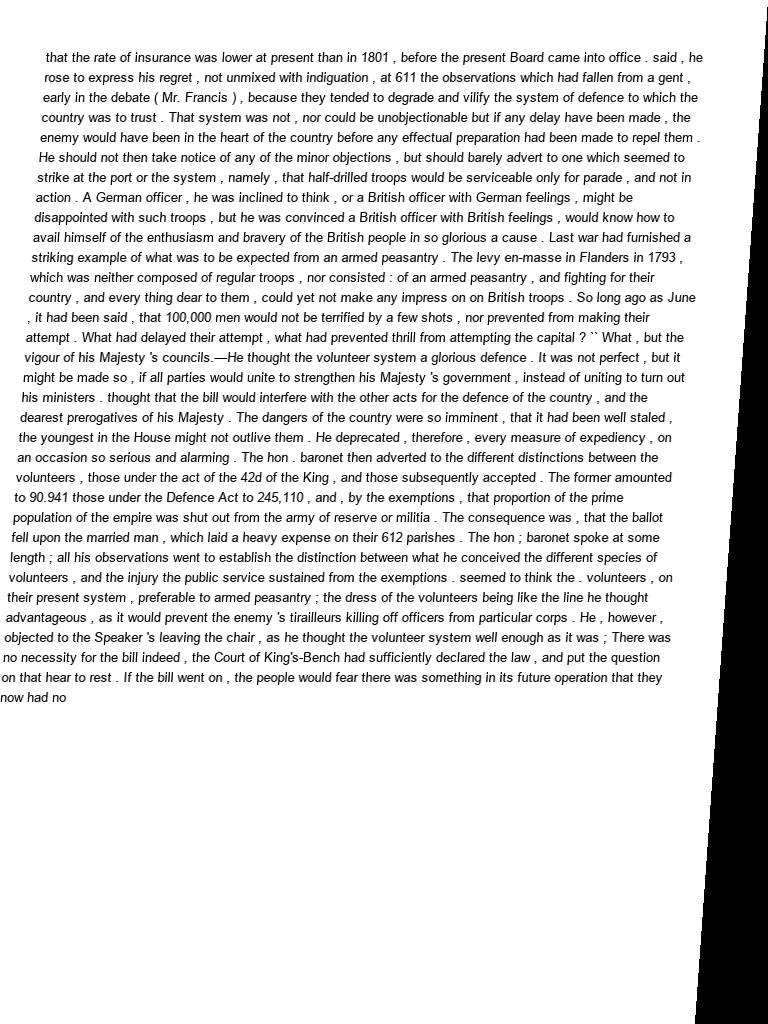 that the rate of insurance was lower at present than in 1801 , before the present Board came into office . said , he
rose to express his regret , not unmixed with indiguation , at 611 the observations which had fallen from a gent ,
early in the debate ( Mr. Francis ) , because they tended to degrade and vilify the system of defence to which the
country was to trust . That system was not , nor could be unobjectionable but if any delay have been made , the
enemy would have been in the heart of the country before any effectual preparation had been made to repel them .
He should not then take notice of any of the minor objections , but should barely advert to one which seemed to
strike at the port or the system , namely , that half-drilled troops would be serviceable only for parade , and not in
action . A German officer , he was inclined to think , or a British officer with German feelings , might be
disappointed with such troops , but he was convinced a British officer with British feelings , would know how to
avail himself of the enthusiasm and bravery of the British people in so glorious a cause . Last war had furnished a
striking example of what was to be expected from an armed peasantry . The levy en-masse in Flanders in 1793 ,
which was neither composed of regular troops , nor consisted : of an armed peasantry , and fighting for their
country , and every thing dear to them , could yet not make any impress on on British troops . So long ago as June
, it had been said , that 100,000 men would not be terrified by a few shots , nor prevented from making their
attempt . What had delayed their attempt , what had prevented thrill from attempting the capital ? `` What , but the
vigour of his Majesty 's councils.—He thought the volunteer system a glorious defence . It was not perfect , but it
might be made so , if all parties would unite to strengthen his Majesty 's government , instead of uniting to turn out
his ministers . thought that the bill would interfere with the other acts for the defence of the country , and the
dearest prerogatives of his Majesty . The dangers of the country were so imminent , that it had been well staled ,
the youngest in the House might not outlive them . He deprecated , therefore , every measure of expediency , on
an occasion so serious and alarming . The hon . baronet then adverted to the different distinctions between the
volunteers , those under the act of the 42d of the King , and those subsequently accepted . The former amounted
to 90.941 those under the Defence Act to 245,110 , and , by the exemptions , that proportion of the prime
population of the empire was shut out from the army of reserve or militia . The consequence was , that the ballot
fell upon the married man , which laid a heavy expense on their 612 parishes . The hon ; baronet spoke at some
length ; all his observations went to establish the distinction between what he conceived the different species of
volunteers , and the injury the public service sustained from the exemptions . seemed to think the . volunteers , on
their present system , preferable to armed peasantry ; the dress of the volunteers being like the line he thought
advantageous , as it would prevent the enemy 's tirailleurs killing off officers from particular corps . He , however ,
objected to the Speaker 's leaving the chair , as he thought the volunteer system well enough as it was ; There was
no necessity for the bill indeed , the Court of King's-Bench had sufficiently declared the law , and put the question
on that hear to rest . If the bill went on , the people would fear there was something in its future operation that they
now had no